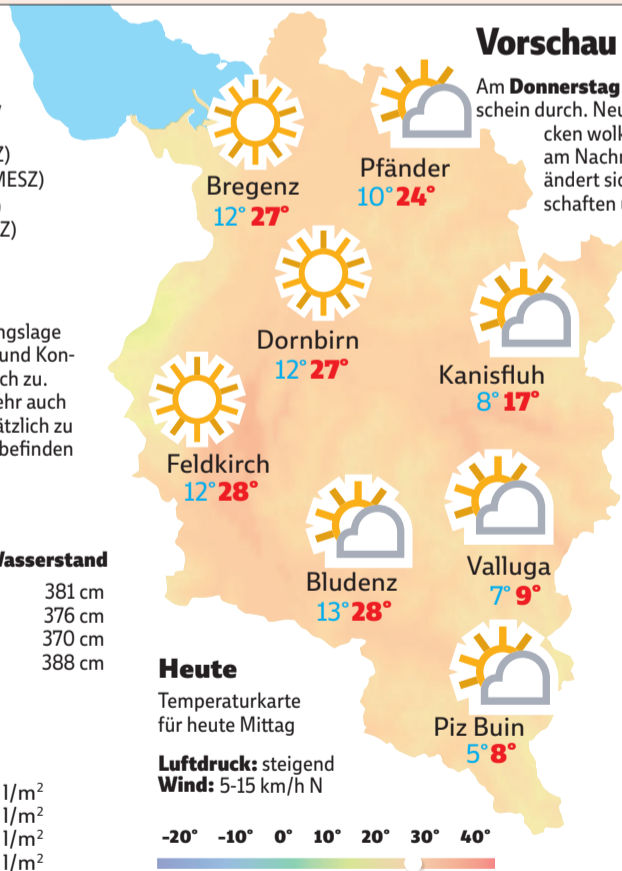 Vorschau
Am Donnerstag
schein durch. Neu
cken wolk
am Nachm
ändert sic
schaften
Z)
MESZ)
Z)
Bregenz
12° 27°
Pfänder
10° 24°
Dornbirn
12° 27°
Kanisfluh
8° 17°
ngslage
und Kon-
ch zu.
ehr auch
ätzlich zu
befinden
Feldkirch
12° 28°
Bludenz
13° 28°
Valluga
7° 9°
Piz Buin
5° 8°
Wasserstand
381 cm
376 cm
370 cm
388 cm
Heute
Temperaturkarte
für heute Mittag
Luftdruck: steigend
Wind: 5-15 km/h N
l/m²
l/m²
l/m²
l/m²
-20° -10° 0° 10° 20° 30° 40°